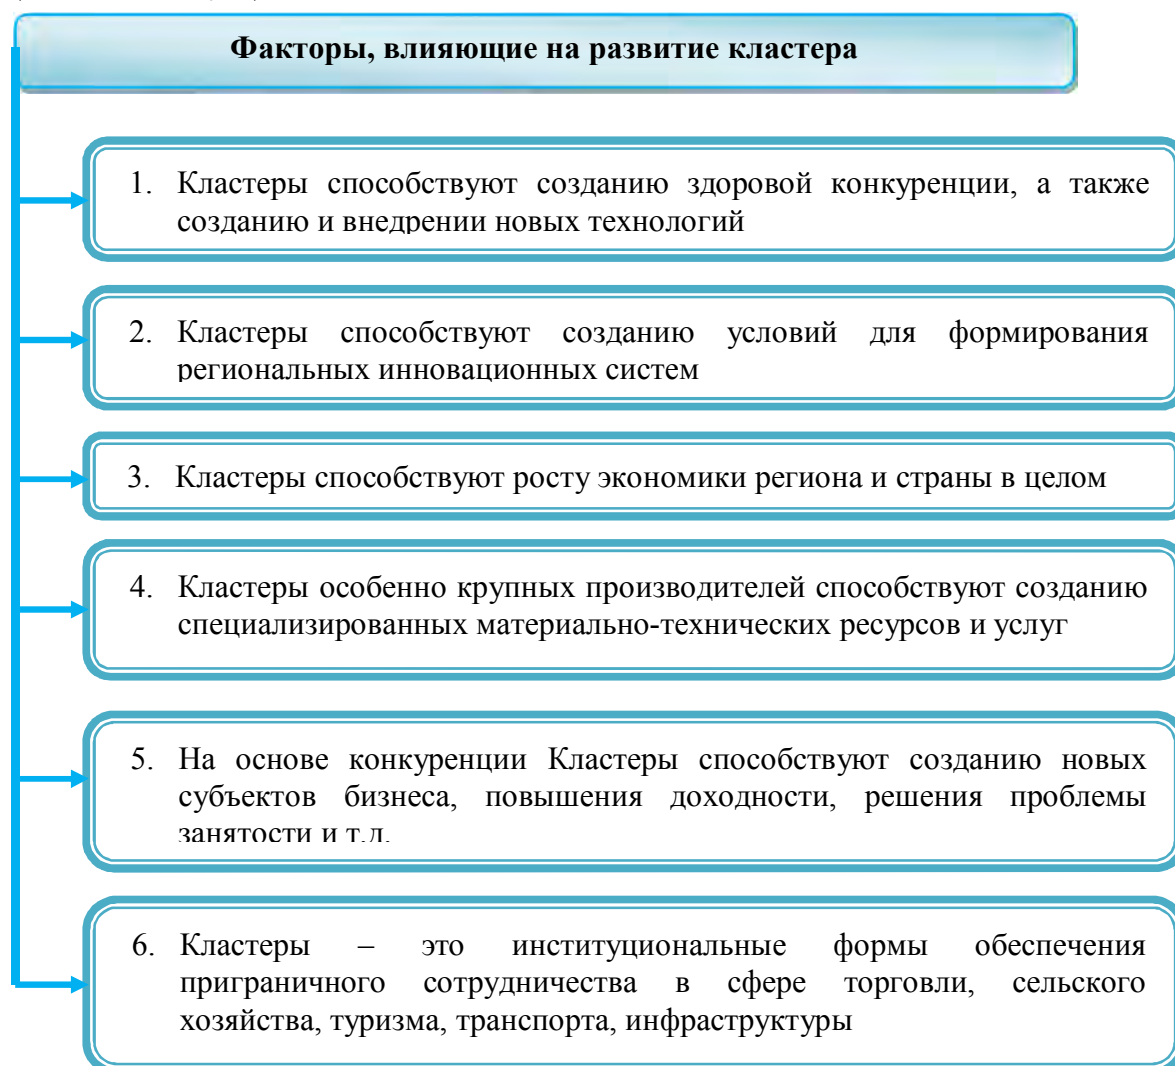 Факторы, влияющие на развитие кластера
1. Кластеры способствуют созданию здоровой конкуренции, а также
созданию и внедрении новых технологий
2. Кластеры способствуют созданию условий для формирования
региональных инновационных систем
3. Кластеры способствуют росту экономики региона и страны в целом
4. Кластеры особенно крупных производителей способствуют созданию
специализированных материально-технических ресурсов и услуг
5. На основе конкуренции Кластеры способствуют созданию новых
субъектов бизнеса, повышения доходности, решения проблемы
занятости и т.д.
6. Кластеры – это институциональные формы обеспечения
приграничного сотрудничества в сфере торговли, сельского
хозяйства, туризма, транспорта, инфраструктуры